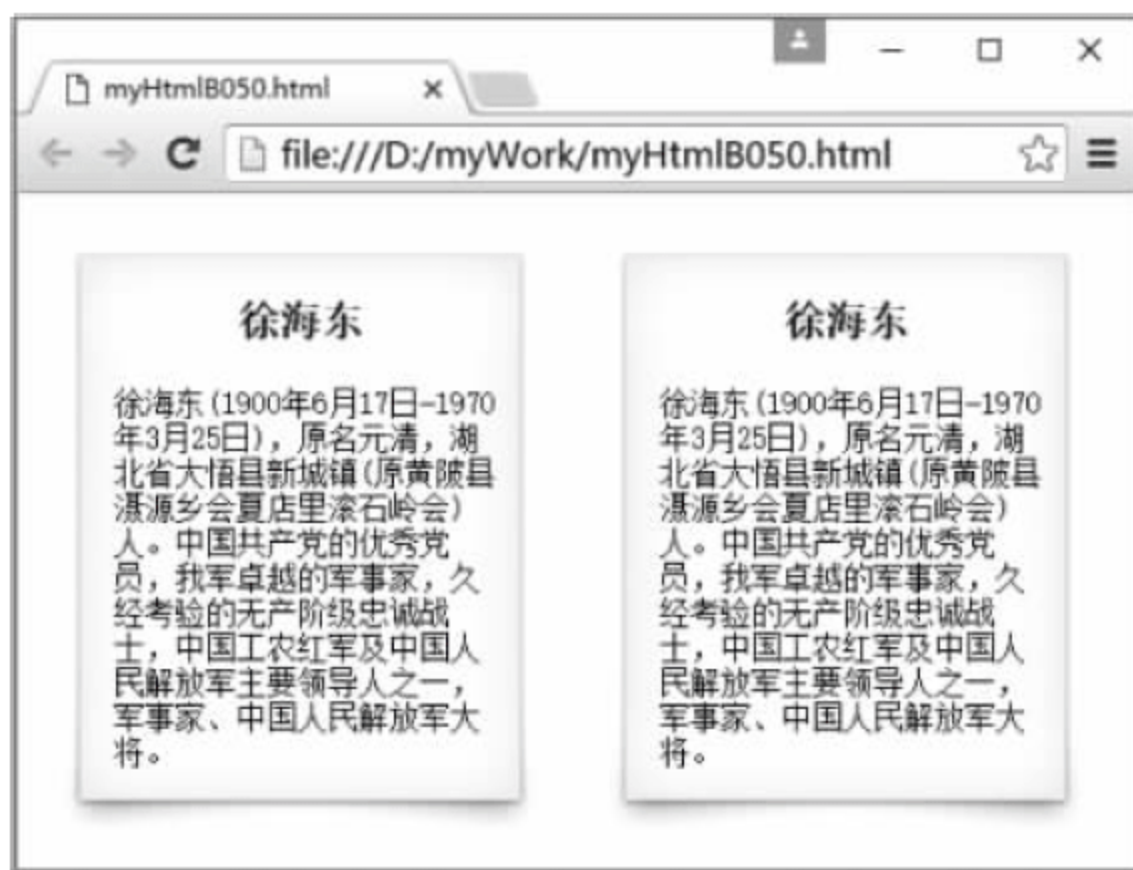 myHtmlB050.html
file:///D:/myWork/myHtmlB050.html
徐海东
徐海东(1900年6月17日-1970
年3月25日)，原名元清，湖
北省大悟县新城镇(原黄陂县
滠源乡会夏店里滚石岭会)
人。中国共产党的优秀党
员，我军卓越的军事家，久
经考验的无产阶级忠诚战
士，中国工农红军及中国人
民解放军主要领导人之一，
军事家、中国人民解放军大
将。
徐海东
徐海东(1900年6月17日-1970
年3月25日)，原名元清，湖
北省大悟县新城镇(原黄陂县
滠源乡会夏店里滚石岭会)
人。中国共产党的优秀党
员，我军卓越的军事家，久
经考验的无产阶级忠诚战
士，中国工农红军及中国人
民解放军主要领导人之一，
军事家、中国人民解放军大
将。